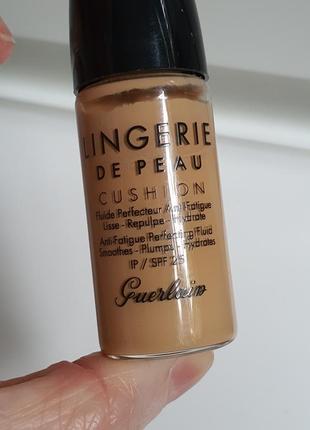 LINGERIE
DE PEAU
CUSHION
Fluide Perfecteur Anti-Fatigue
Lisse - Repulpe - Hydrate
Anti-Fatigue Perfecting Fluid
Smoothes - Plumps - Hydrates
IP / SPF 25
Guerlain